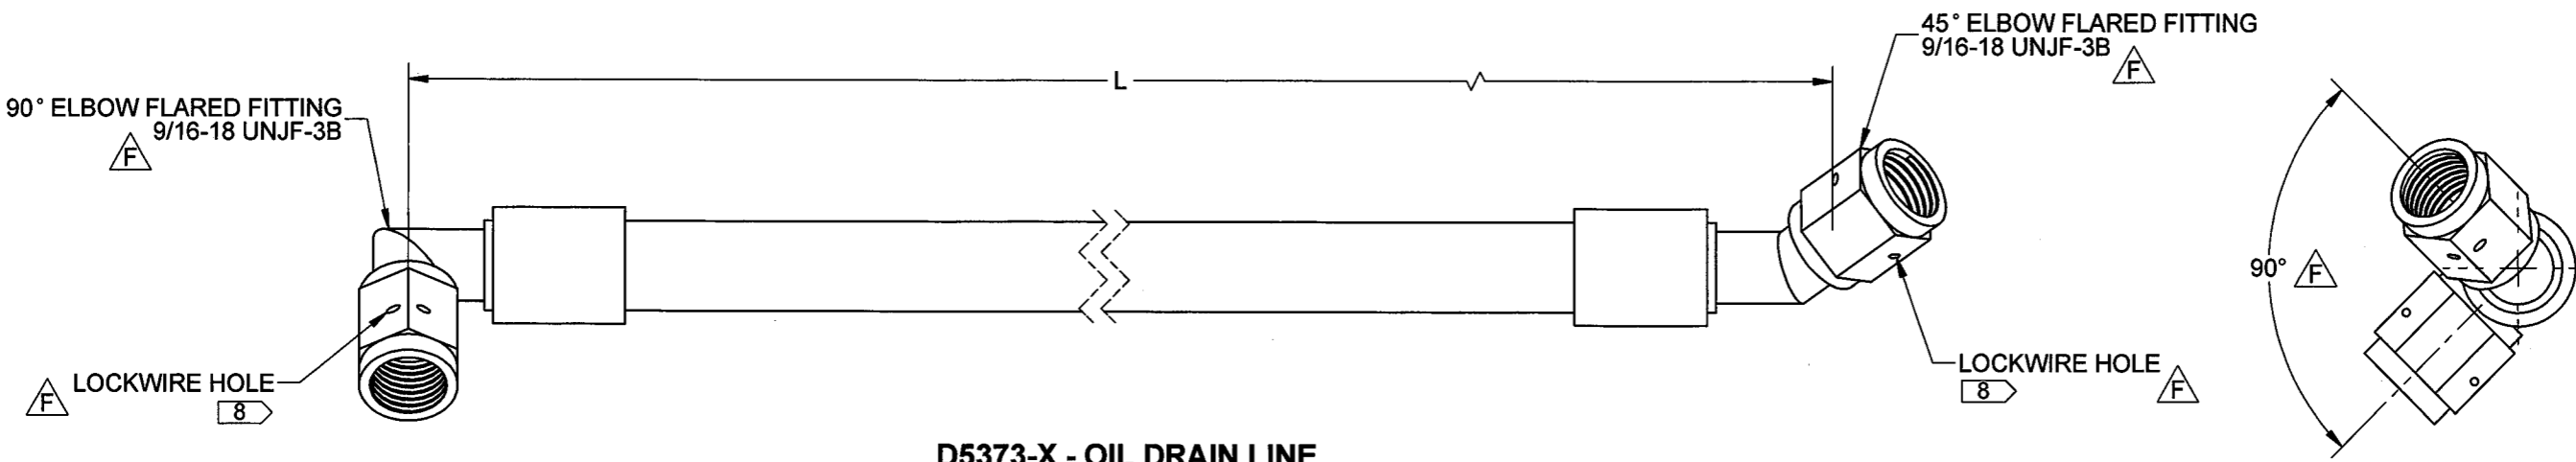 45° ELBOW FLARED FITTING
9/16-18 UNJF-3B
F
L
90° ELBOW FLARED FITTING
9/16-18 UNJF-3B
F
90° F
LOCKWIRE HOLE
F
8
LOCKWIRE HOLE
8
F
D5373-X - OIL DRAIN LINE